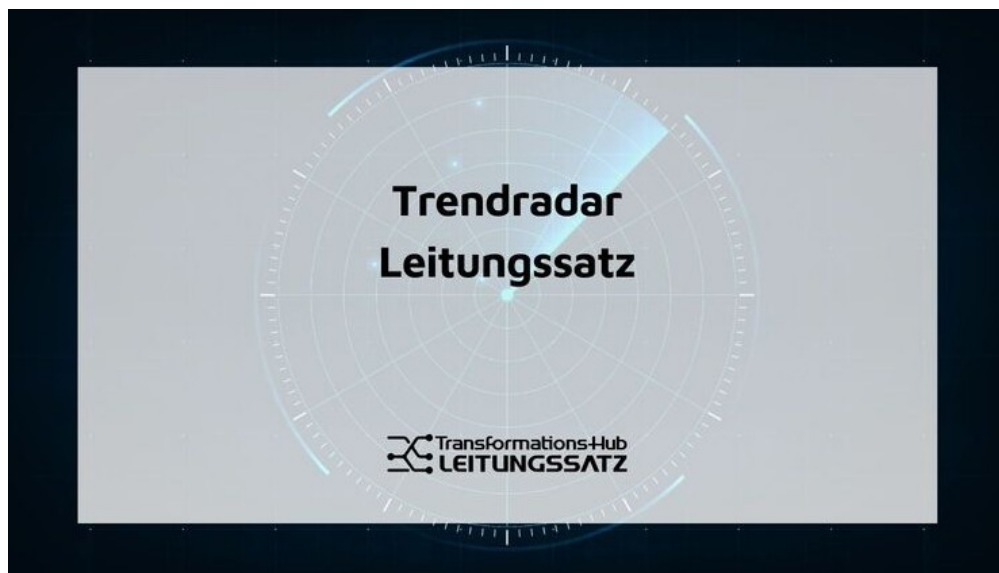 Trendradar
Leitungssatz
Transformations-Hub
LEITUNGSSATZ